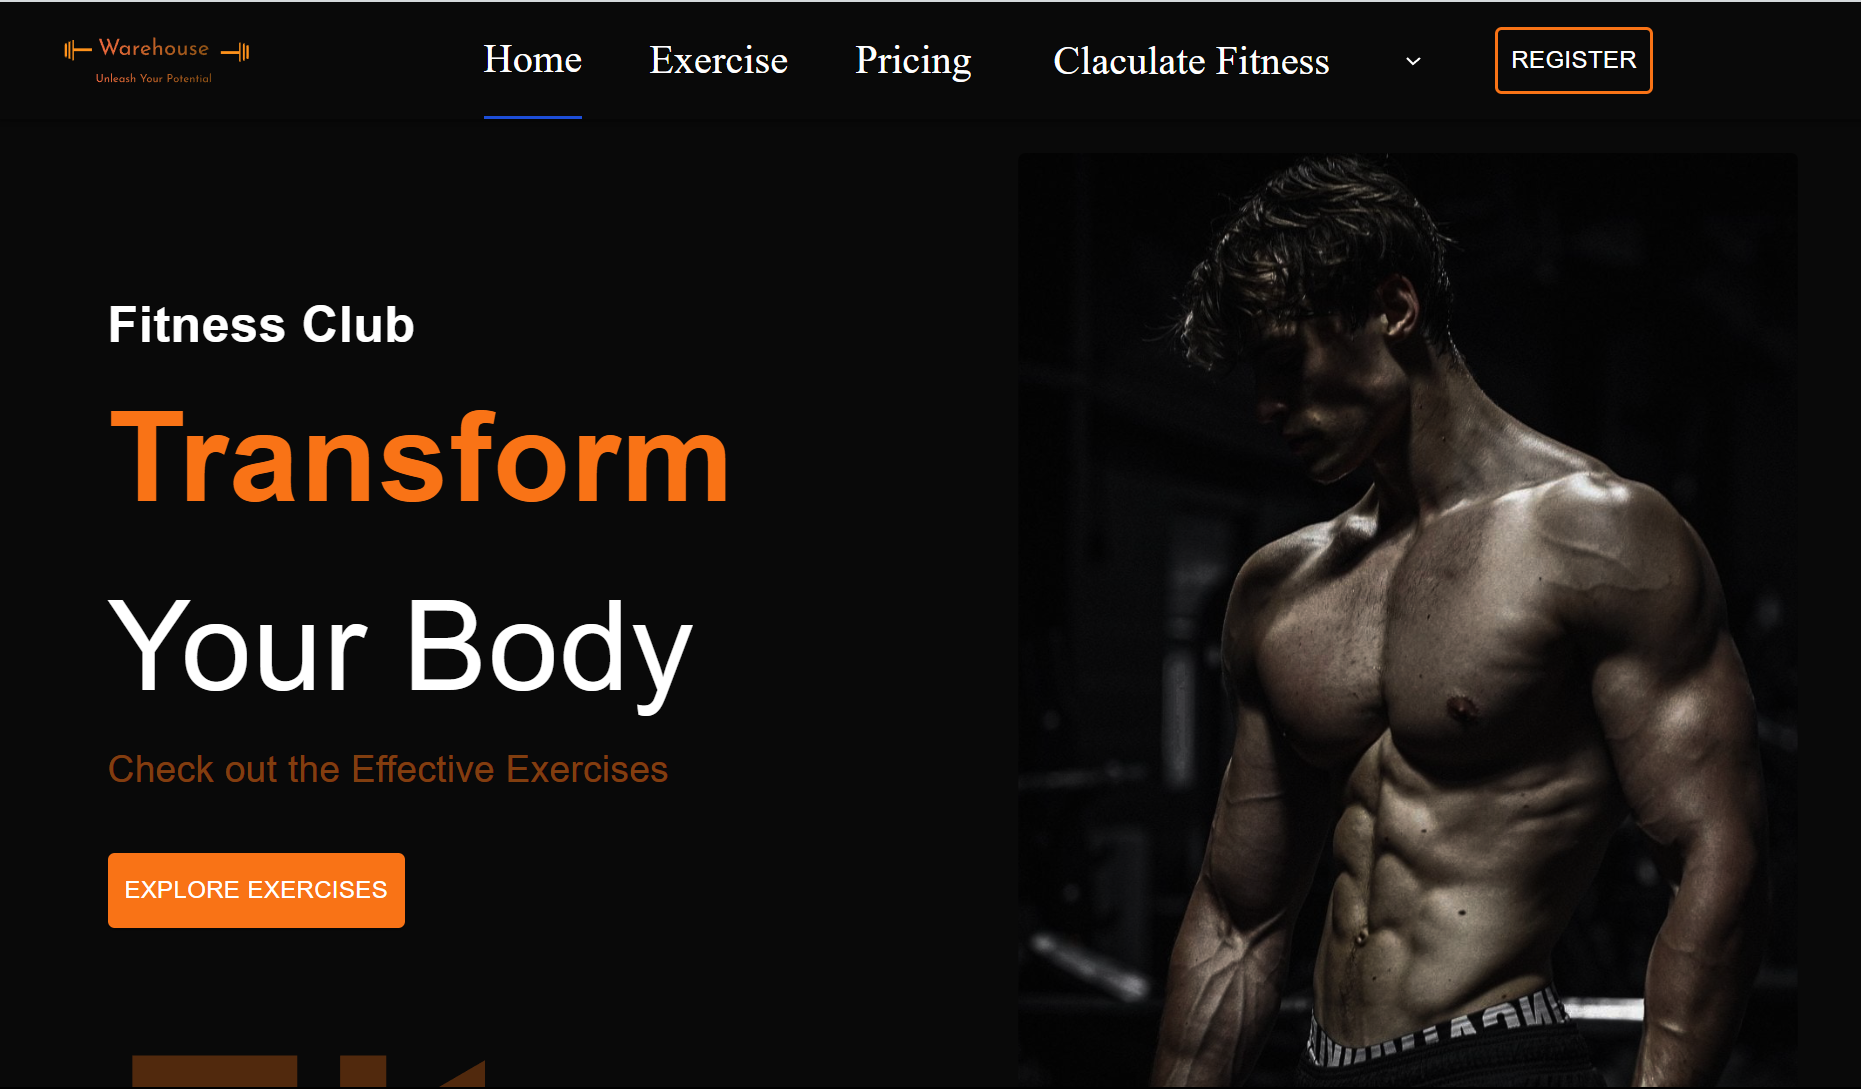 Warehouse
Unleash Your Potential
Home Exercise Pricing Claculate Fitness REGISTER
Fitness Club
Transform
Your Body
Check out the Effective Exercises
EXPLORE EXERCISES